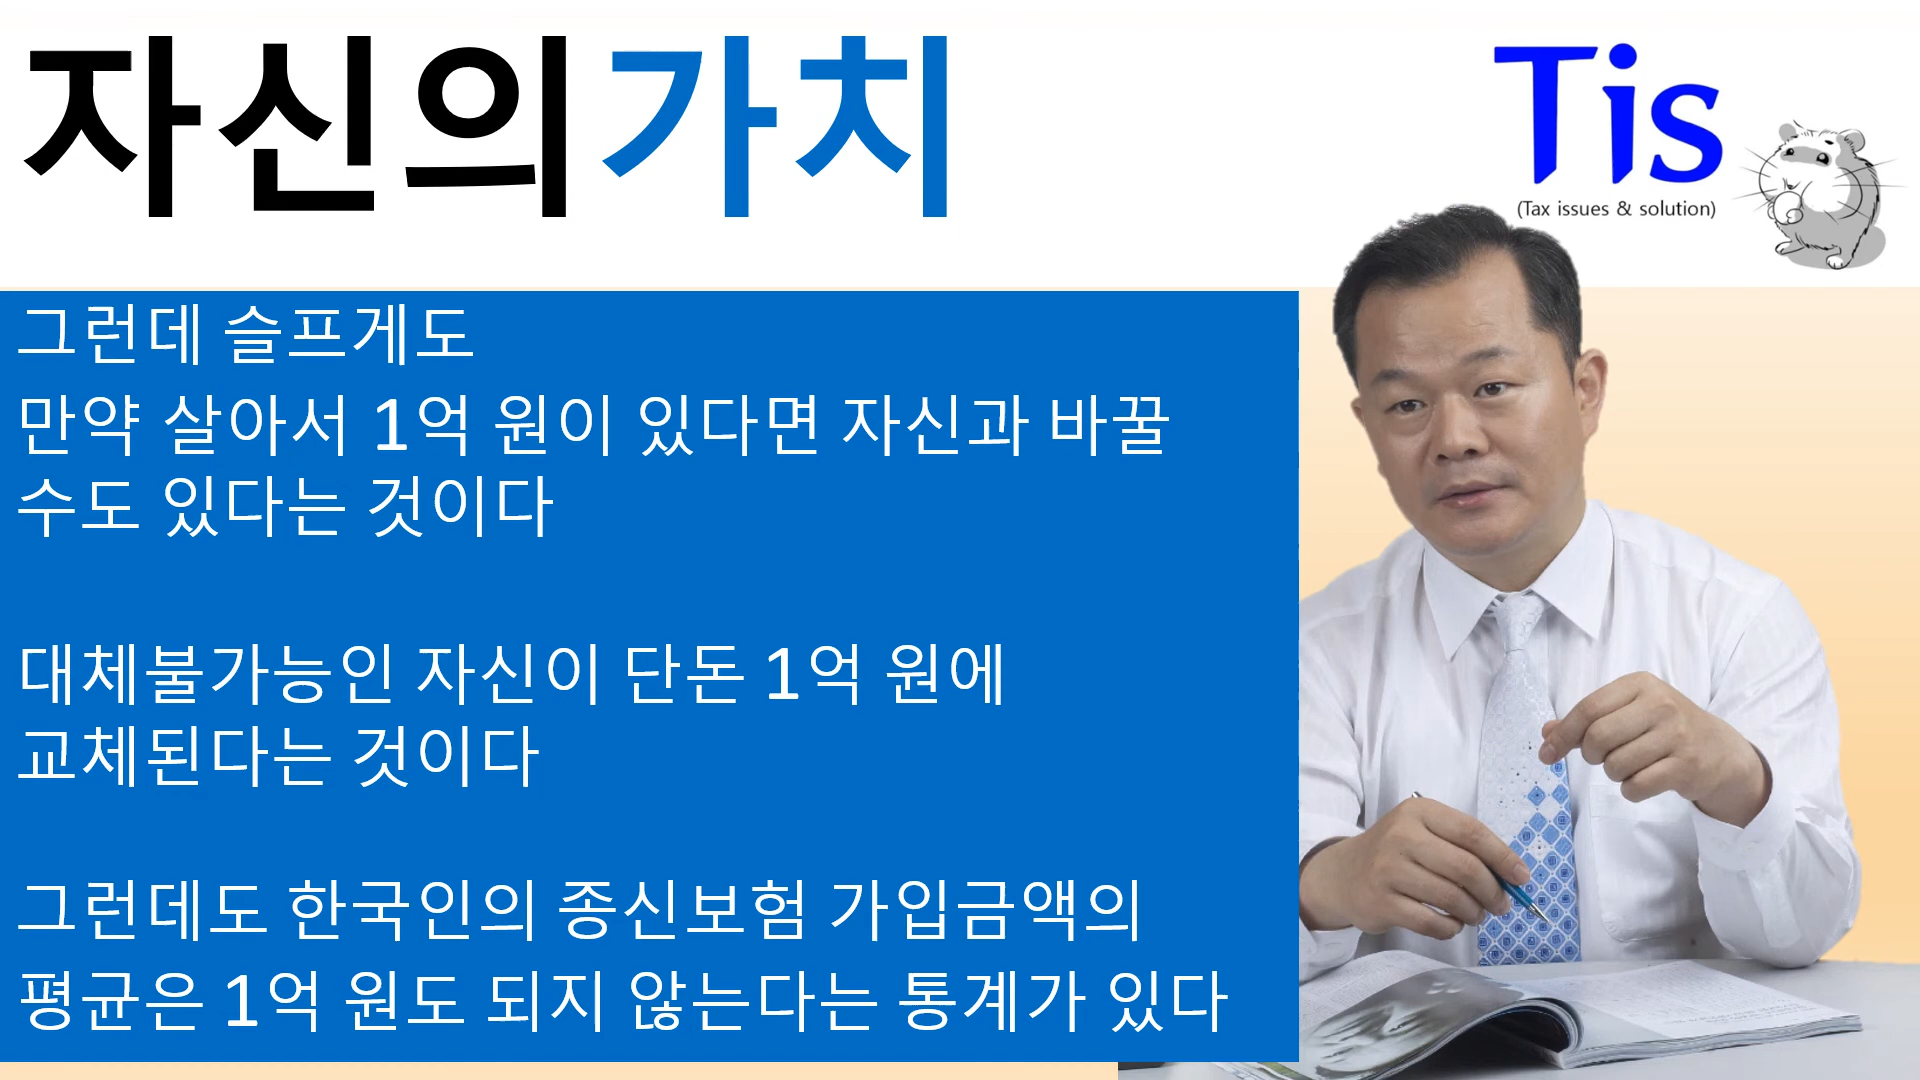 자신의가치
Tis
(Tax issues & solution)
그런데 슬프게도
만약 살아서 1억 원이 있다면 자신과 바꿀
수도 있다는 것이다
대체불가능인 자신이 단돈 1억 원에
교체된다는 것이다
그런데도 한국인의 종신보험 가입금액의
평균은 1억 원도 되지 않는다는 통계가 있다